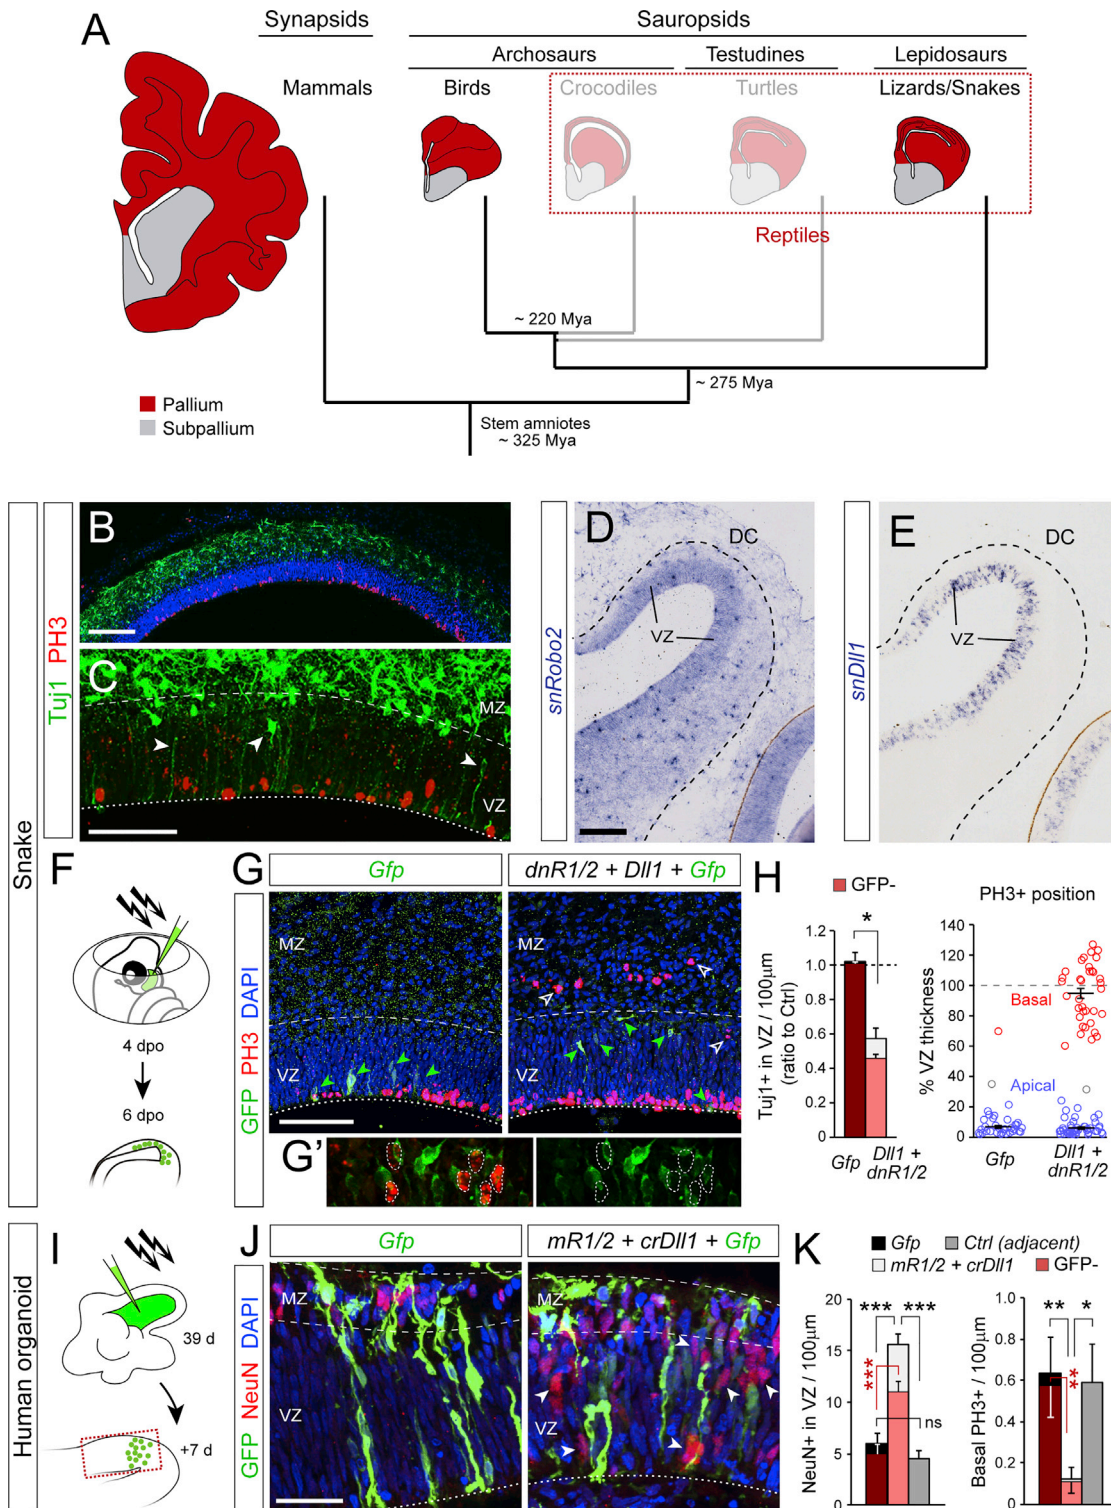 A
Synapsids
Sauropsids
Archosaurs
Testudines
Lepidosaurs
Mammals
Birds
Crocodiles
Turtles
Lizards/Snakes
Reptiles
~ 220 Mya
~ 275 Mya
Stem amniotes
~ 325 Mya
Pallium
Subpallium
Snake
Tuj1 PH3
B
C
MZ
VZ
snRobo2
D
DC
VZ
snDll1
E
DC
VZ
F
4 dpo
6 dpo
G
Gfp
dnR1/2 + Dll1 + Gfp
GFP PH3 DAPI
MZ
VZ
G'
H
GFP-
*
Tuj1+ in VZ / 100μm
(ratio to Ctrl)
1.2
1.0
0.8
0.6
0.4
0.2
0
Gfp
Dll1 +
dnR1/2
PH3+ position
% VZ thickness
140
120
100
80
60
40
20
10
0
Basal
Apical
Gfp
Dll1 +
dnR1/2
Human organoid
I
39 d
+7 d
J
Gfp
mR1/2 + crDll1 + Gfp
GFP NeuN DAPI
MZ
VZ
MZ
VZ
K
Gfp
Ctrl (adjacent)
mR1/2 + crDll1
GFP-
NeuN+ in VZ / 100μm
20
15
10
5
0
***
***
***
ns
Basal PH3+ / 100μm
0.8
0.6
0.4
0.2
0
**
*
**